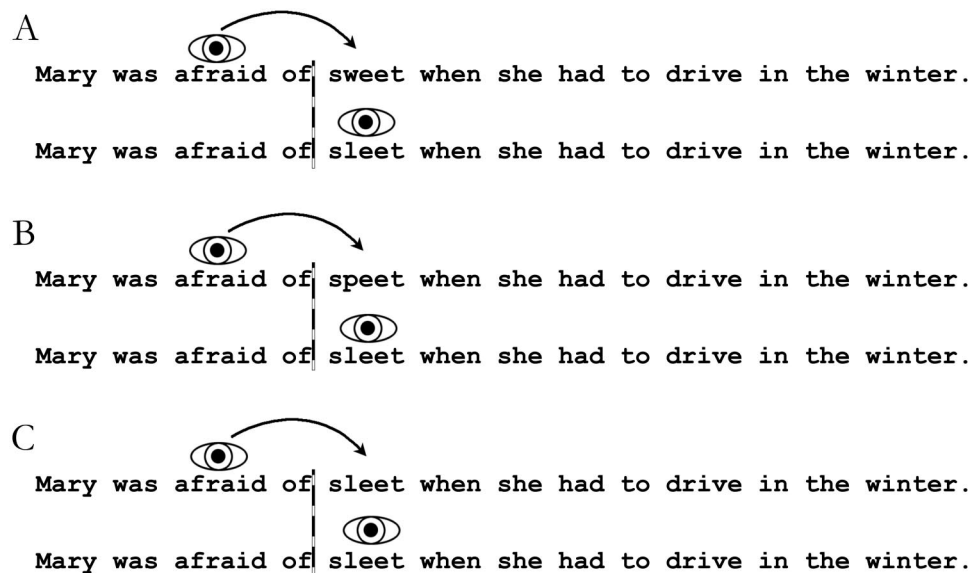 A
Mary was afraid of sweet when she had to drive in the winter.
Mary was afraid of sleet when she had to drive in the winter.
B
Mary was afraid of speet when she had to drive in the winter.
Mary was afraid of sleet when she had to drive in the winter.
C
Mary was afraid of sleet when she had to drive in the winter.
Mary was afraid of sleet when she had to drive in the winter.